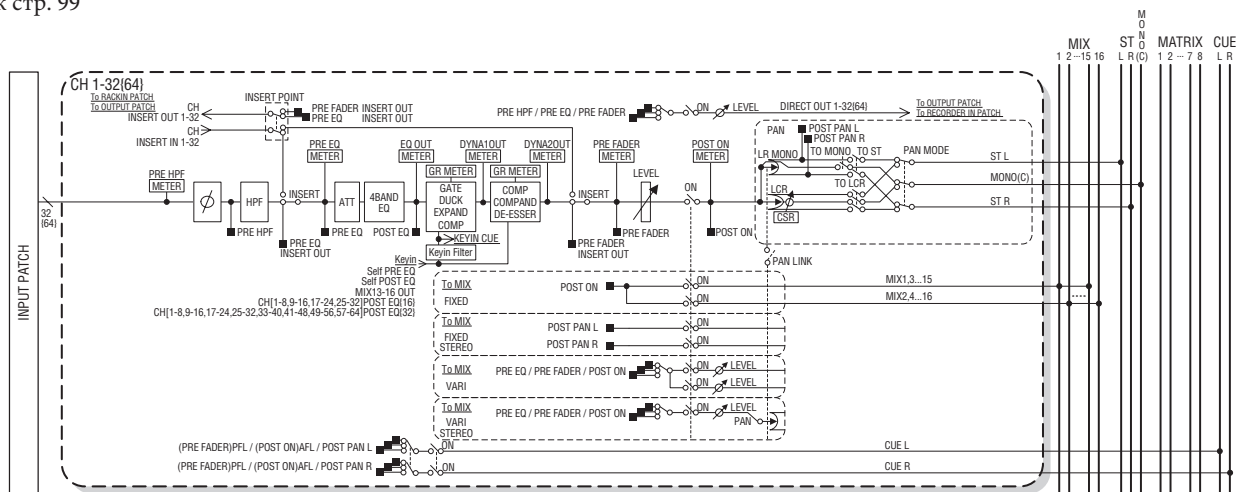 к стр. 99
M
O
N
O
MIX ST (C) MATRIX CUE
1 2 ··· 15 16 L R 1 2 ··· 7 8 L R
CH 1-32{64}
To RACKIN PATCH
To OUTPUT PATCH
CH
INSERT OUT 1-32
CH
INSERT IN 1-32
INSERT POINT
PRE FADER INSERT OUT
PRE EQ INSERT OUT
PRE HPF / PRE EQ / PRE FADER
ON
LEVEL
DIRECT OUT 1-32{64}
To OUTPUT PATCH
To RECORDER IN PATCH
PRE HPF
METER
PRE EQ
METER
EQ OUT
METER
DYNA1OUT
METER
DYNA2OUT
METER
PRE FADER
METER
POST ON
METER
GR METER
GR METER
LEVEL
ON
PAN
POST PAN L
POST PAN R
LR MONO
TO MONO
TO ST
PAN MODE
TO LCR
LCR
CSR
ST L
MONO(C)
ST R
32
{64}
INPUT PATCH
Ø
HPF
INSERT
ATT
4BAND
EQ
GATE
DUCK
EXPAND
COMP
COMP
COMPAND
DE-ESSER
INSERT
PRE HPF
PRE EQ
INSERT OUT
PRE EQ
POST EQ
KEYIN CUE
Keyin Filter
PRE FADER
INSERT OUT
PRE FADER
POST ON
PAN LINK
Keyin
Self PRE EQ
Self POST EQ
MIX13-16 OUT
CH[1-8,9-16,17-24,25-32]POST EQ{16}
CH[1-8,9-16,17-24,25-32,33-40,41-48,49-56,57-64]POST EQ{32}
To MIX
FIXED
POST ON
ON
MIX1,3...15
ON
MIX2,4...16
To MIX
FIXED
STEREO
POST PAN L
ON
POST PAN R
ON
To MIX
VARI
PRE EQ / PRE FADER / POST ON
ON
LEVEL
ON
LEVEL
To MIX
VARI
STEREO
PRE EQ / PRE FADER / POST ON
ON
LEVEL
PAN
(PRE FADER)PFL / (POST ON)AFL / POST PAN L
ON
CUE L
(PRE FADER)PFL / (POST ON)AFL / POST PAN R
ON
CUE R